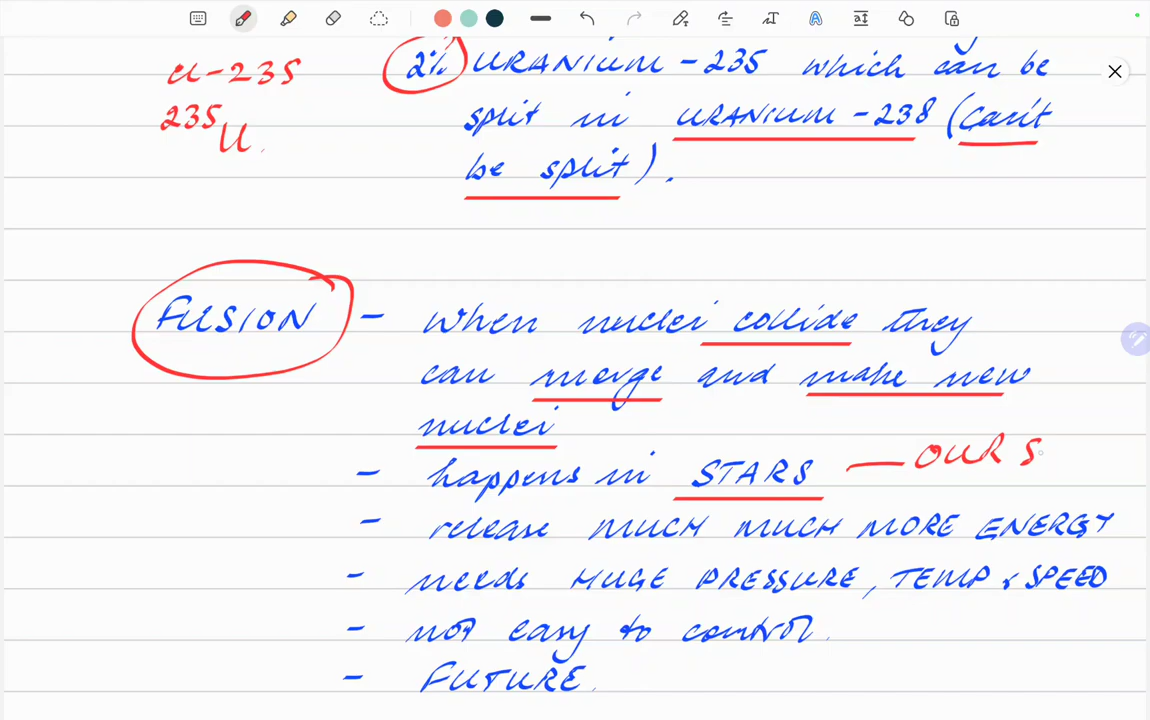 U-235
235U.
2% URANIUM - 235 which can be
split in URANIUM - 238 (can't
be split).
FUSION - when nuclei collide they
can merge and make new
nuclei
- happens in STARS — OUR S
- release MUCH MUCH MORE ENERGY
- needs HUGE PRESSURE, TEMP & SPEED
- not easy to control.
- FUTURE.